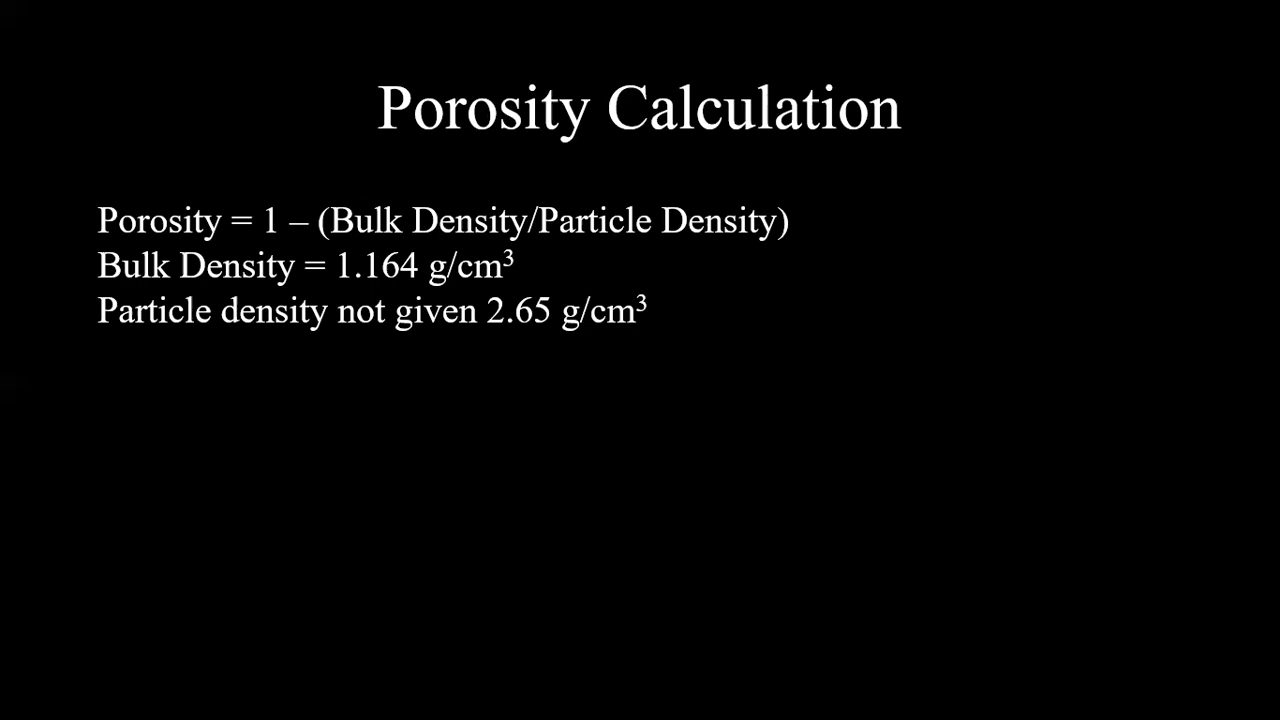 Porosity Calculation
Porosity = 1 – (Bulk Density/Particle Density)
Bulk Density = 1.164 g/cm³
Particle density not given 2.65 g/cm³